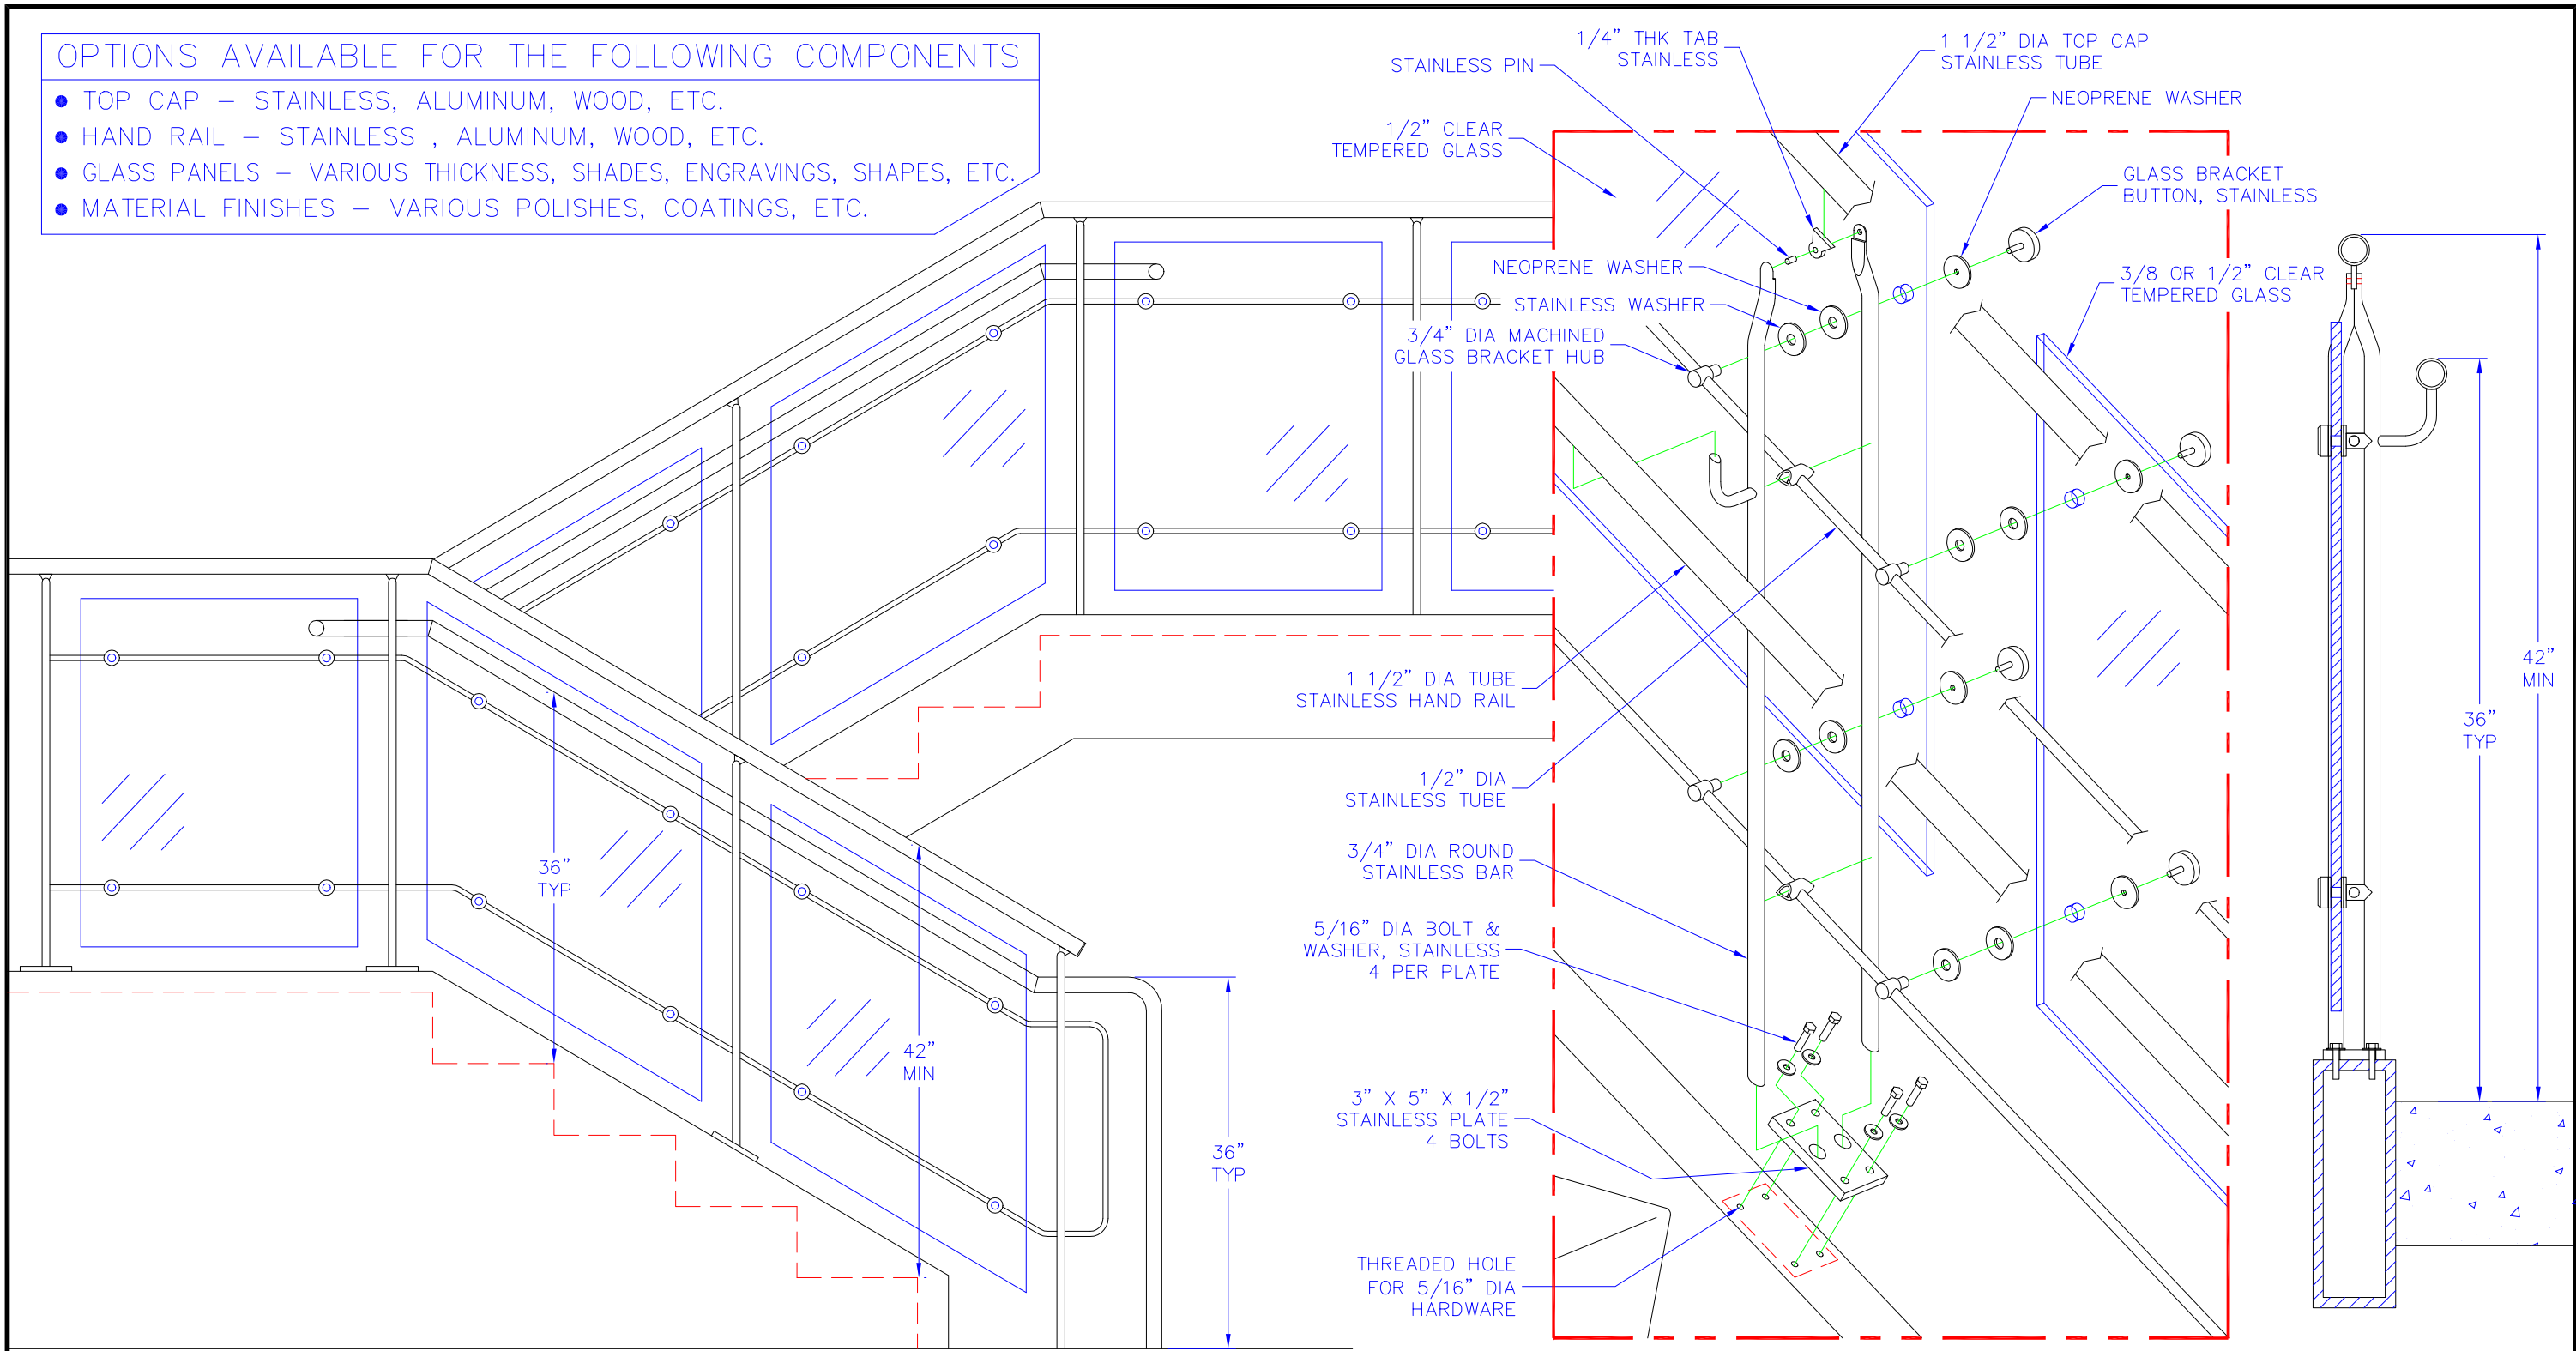 OPTIONS AVAILABLE FOR THE FOLLOWING COMPONENTS
● TOP CAP – STAINLESS, ALUMINUM, WOOD, ETC.
● HAND RAIL – STAINLESS , ALUMINUM, WOOD, ETC.
● GLASS PANELS – VARIOUS THICKNESS, SHADES, ENGRAVINGS, SHAPES, ETC.
● MATERIAL FINISHES – VARIOUS POLISHES, COATINGS, ETC.
1/4” THK TAB
STAINLESS
1 1/2” DIA TOP CAP
STAINLESS TUBE
STAINLESS PIN
NEOPRENE WASHER
1/2” CLEAR
TEMPERED GLASS
GLASS BRACKET
BUTTON, STAINLESS
NEOPRENE WASHER
3/8 OR 1/2” CLEAR
TEMPERED GLASS
STAINLESS WASHER
3/4” DIA MACHINED
GLASS BRACKET HUB
1 1/2” DIA TUBE
STAINLESS HAND RAIL
1/2” DIA
STAINLESS TUBE
3/4” DIA ROUND
STAINLESS BAR
5/16” DIA BOLT &
WASHER, STAINLESS
4 PER PLATE
3” X 5” X 1/2”
STAINLESS PLATE
4 BOLTS
THREADED HOLE
FOR 5/16” DIA
HARDWARE
36”
TYP
42”
MIN
36”
TYP
42”
MIN
36”
TYP